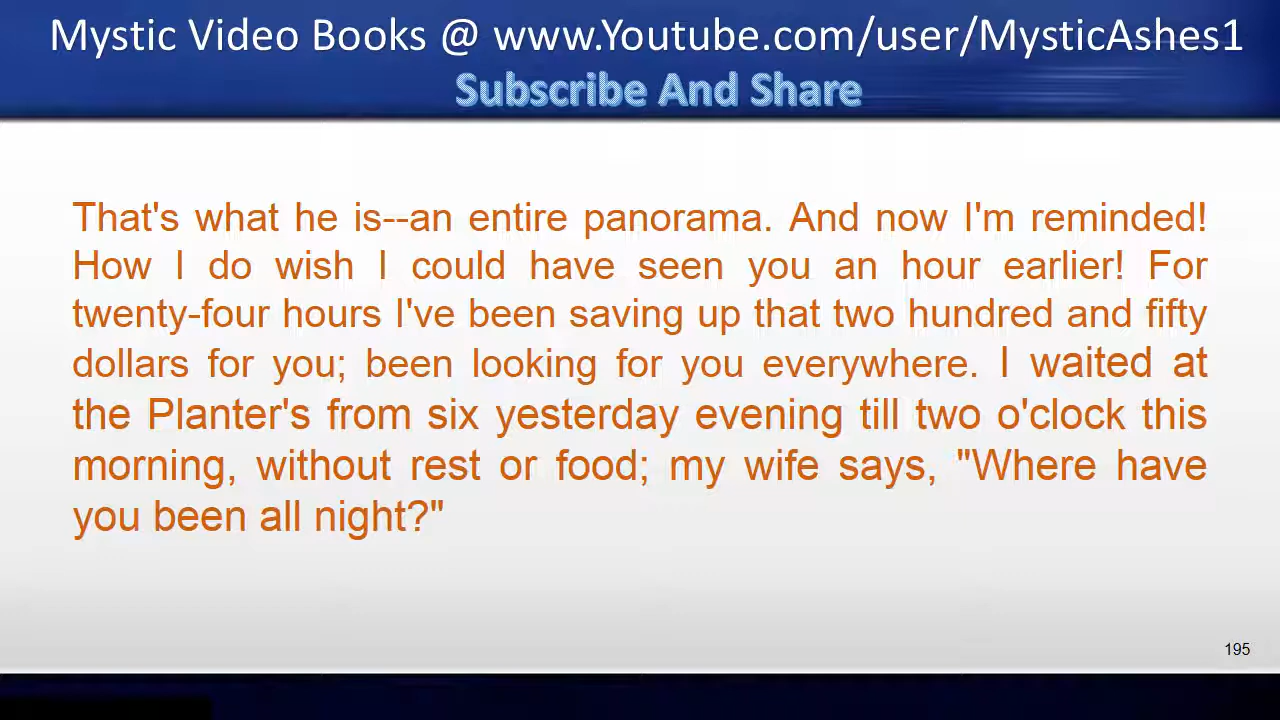 Mystic Video Books @ www.Youtube.com/user/MysticAshes1
Subscribe And Share
That's what he is--an entire panorama. And now I'm reminded!
How I do wish I could have seen you an hour earlier! For
twenty-four hours I've been saving up that two hundred and fifty
dollars for you; been looking for you everywhere. I waited at
the Planter's from six yesterday evening till two o'clock this
morning, without rest or food; my wife says, "Where have
you been all night?"
195